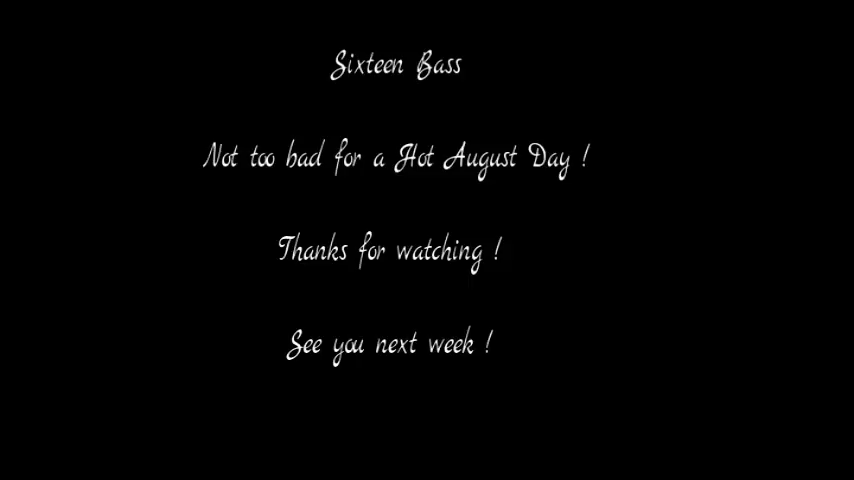 Sixteen Bass
Not too bad for a Hot August Day !
Thanks for watching !
See you next week !